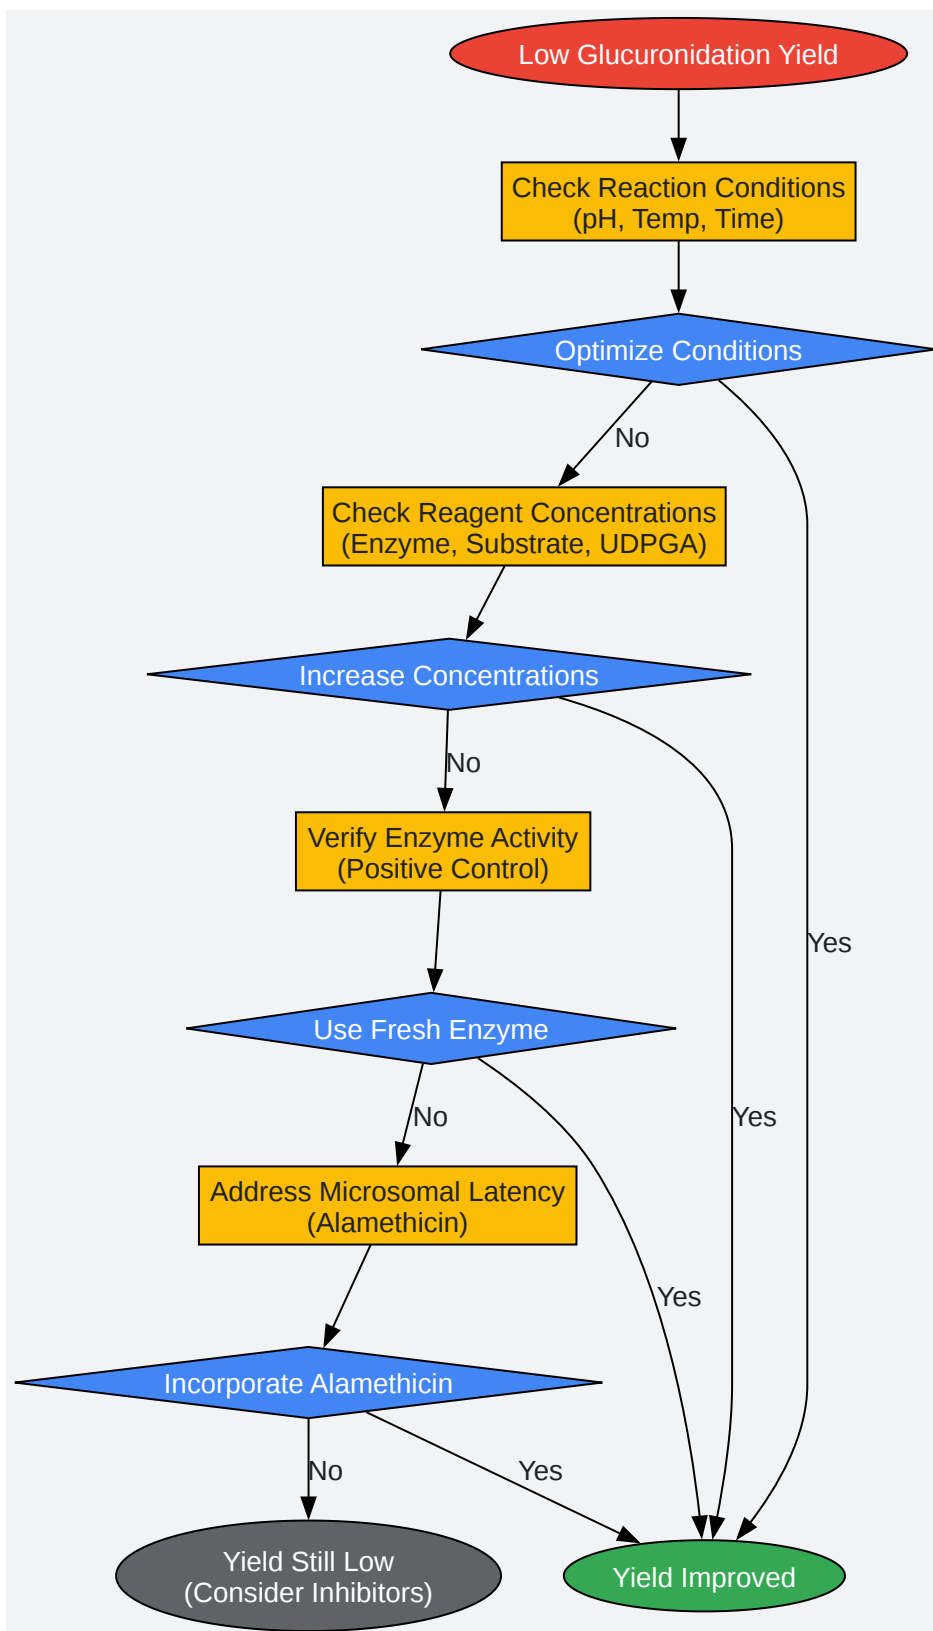 Low Glucuronidation Yield
Check Reaction Conditions
(pH, Temp, Time)
Optimize Conditions
No
Check Reagent Concentrations
(Enzyme, Substrate, UDPGA)
Increase Concentrations
No
Verify Enzyme Activity
(Positive Control)
Yes
Use Fresh Enzyme
No
Yes
Address Microsomal Latency
(Alamethicin)
Yes
Incorporate Alamethicin
No
Yes
Yield Still Low
(Consider Inhibitors)
Yield Improved